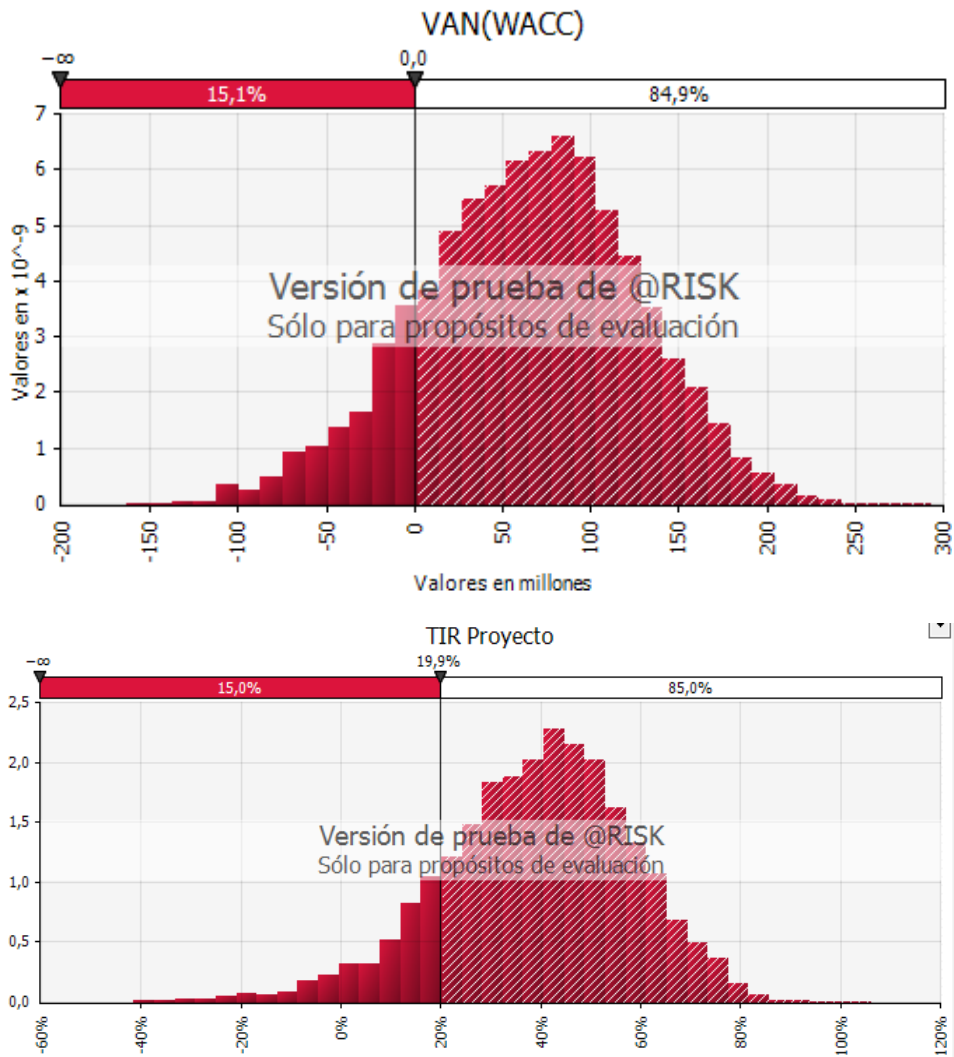 VAN(WACC)
−∞ 0,0
15,1% 84,9%
7
6
5
4
3
2
1
0
Valores en x 10^-9
Versión de prueba de @RISK
Sólo para propósitos de evaluación
-200 -150 -100 -50 0 50 100 150 200 250 300
Valores en millones
TIR Proyecto
−∞ 19,9%
15,0% 85,0%
2,5
2,0
1,5
1,0
0,5
0,0
Versión de prueba de @RISK
Sólo para propósitos de evaluación
-60% -40% -20% 0% 20% 40% 60% 80% 100% 120%